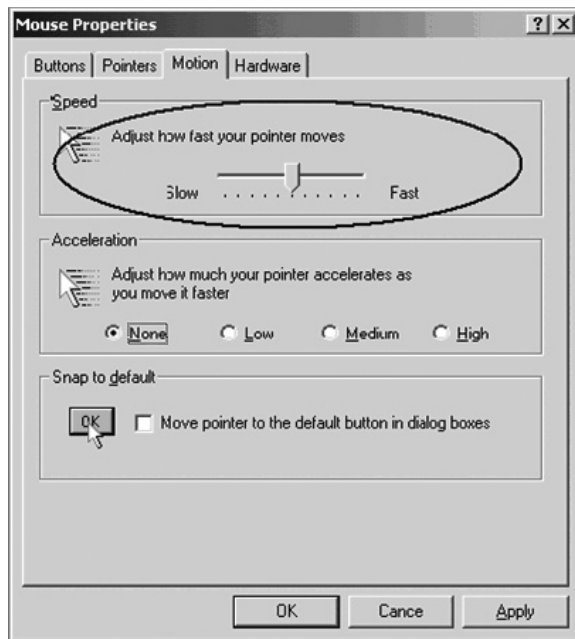 Mouse Properties
Buttons Pointers Motion Hardware
Speed
Adjust how fast your pointer moves
Slow Fast
Acceleration
Adjust how much your pointer accelerates as
you move it faster
None Low Medium High
Snap to default
OK Move pointer to the default button in dialog boxes
OK Cance Apply